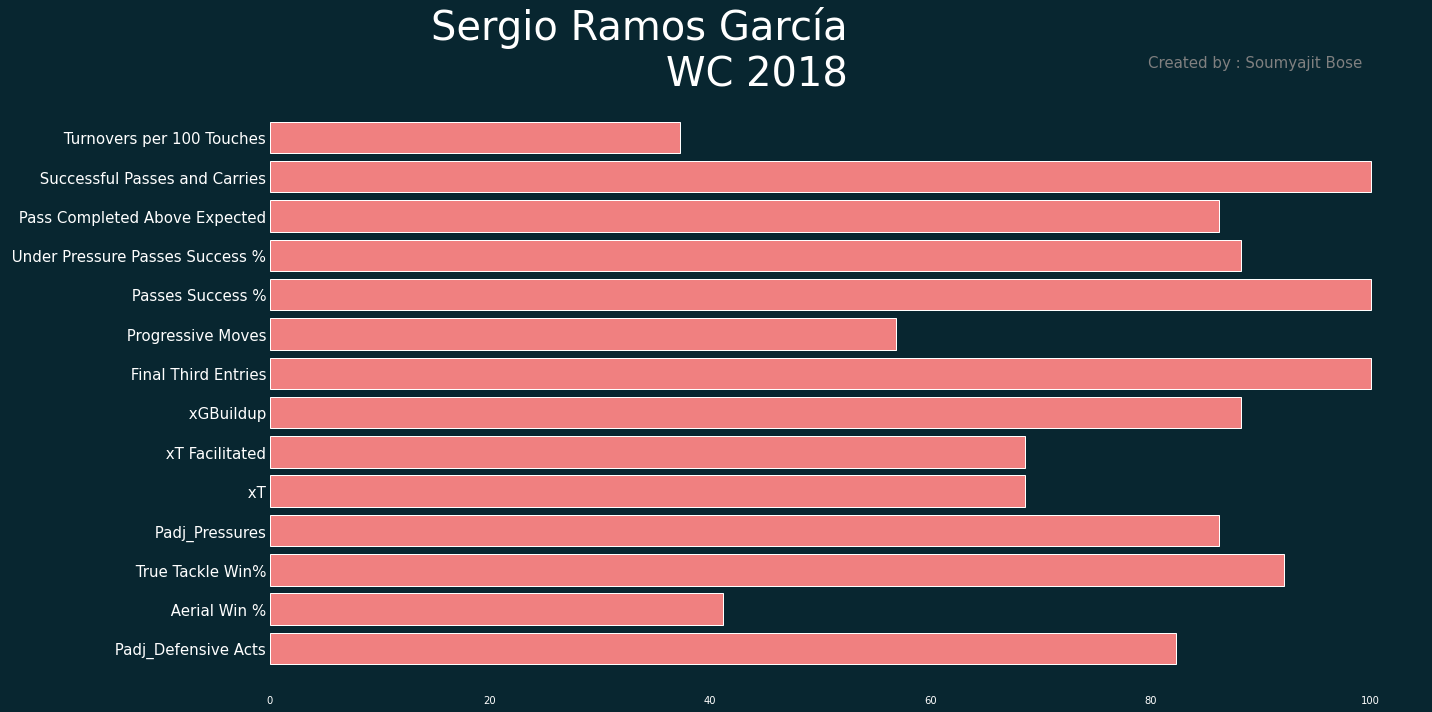 Sergio Ramos García
WC 2018
Created by : Soumyajit Bose
Turnovers per 100 Touches
Successful Passes and Carries
Pass Completed Above Expected
Under Pressure Passes Success %
Passes Success %
Progressive Moves
Final Third Entries
xGBuildup
xT Facilitated
xT
Padj_Pressures
True Tackle Win%
Aerial Win %
Padj_Defensive Acts
0 20 40 60 80 100